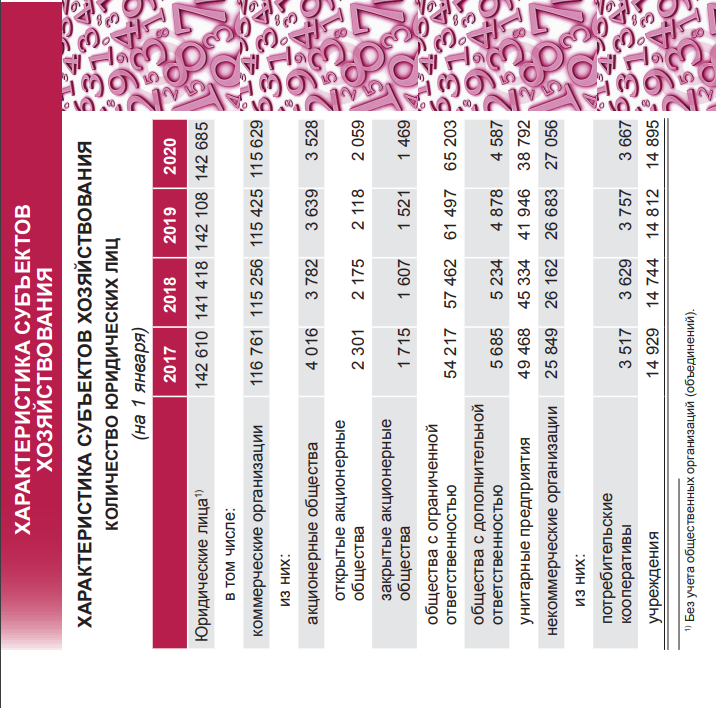 ХАРАКТЕРИСТИКА СУБЪЕКТОВ
ХОЗЯЙСТВОВАНИЯ
ХАРАКТЕРИСТИКА СУБЪЕКТОВ ХОЗЯЙСТВОВАНИЯ
КОЛИЧЕСТВО ЮРИДИЧЕСКИХ ЛИЦ
(на 1 января)
2017 2018 2019 2020
Юридические лица¹⁾ 142 610 141 418 142 108 142 685
в том числе:
коммерческие организации 116 761 115 256 115 425 115 629
из них:
акционерные общества 4 016 3 782 3 639 3 528
открытые акционерные
общества 2 301 2 175 2 118 2 059
закрытые акционерные
общества 1 715 1 607 1 521 1 469
общества с ограниченной
ответственностью 54 217 57 462 61 497 65 203
общества с дополнительной
ответственностью 5 685 5 234 4 878 4 587
унитарные предприятия 49 468 45 334 41 946 38 792
некоммерческие организации 25 849 26 162 26 683 27 056
из них:
потребительские
кооперативы 3 517 3 629 3 757 3 667
учреждения 14 929 14 744 14 812 14 895
¹⁾ Без учета общественных организаций (объединений).